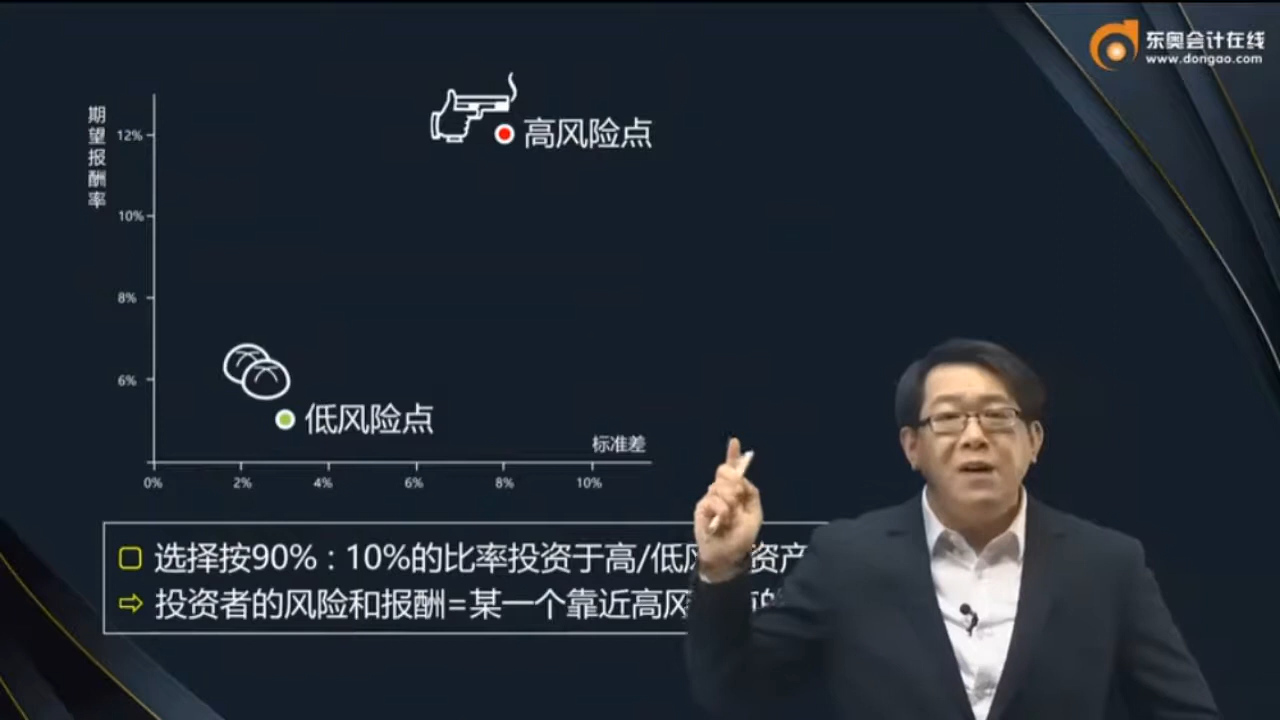 东奥会计在线
www.dongao.com
期望报酬率
12%
高风险点
10%
8%
6%
低风险点
标准差
0%
2%
4%
6%
8%
10%
选择按90%：10%的比率投资于高/低风 资产
投资者的风险和报酬=某一个靠近高风